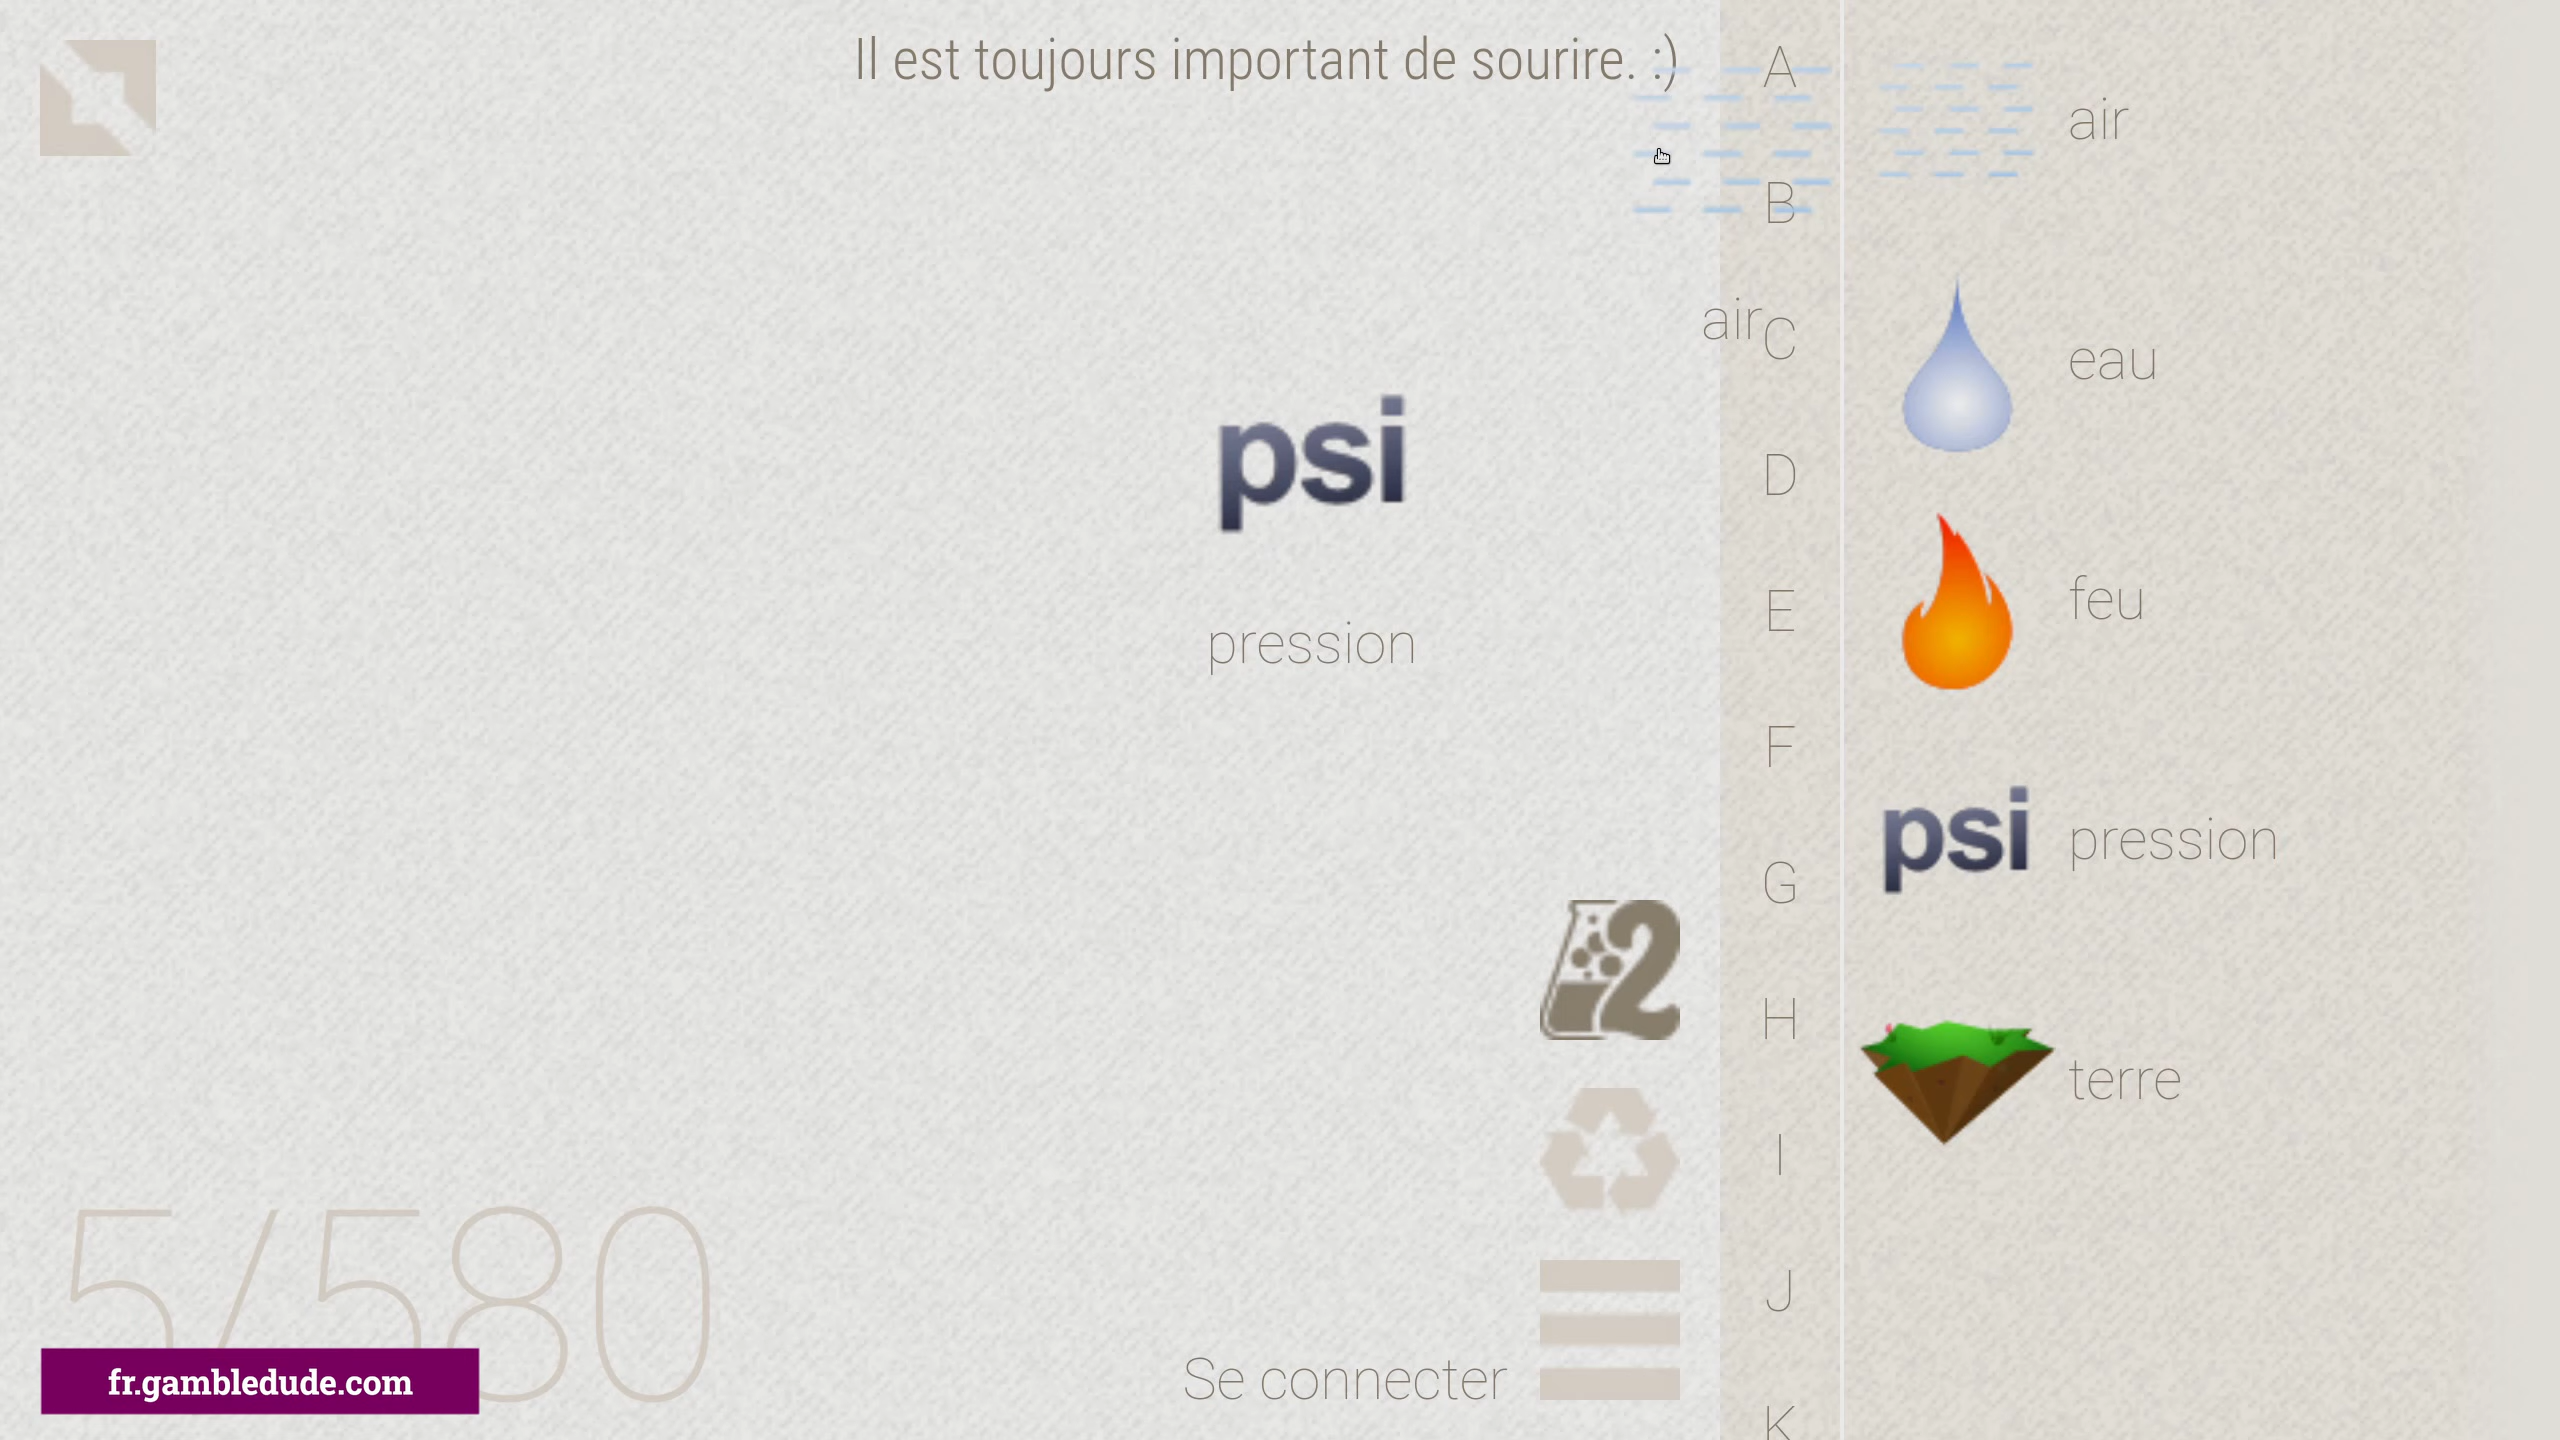 Il est toujours important de sourire. :)
air
psi
pression
2
5/580
Se connecter
fr.gambledude.com
A
B
C
D
E
F
G
H
I
J
K
air
eau
feu
psi
pression
terre